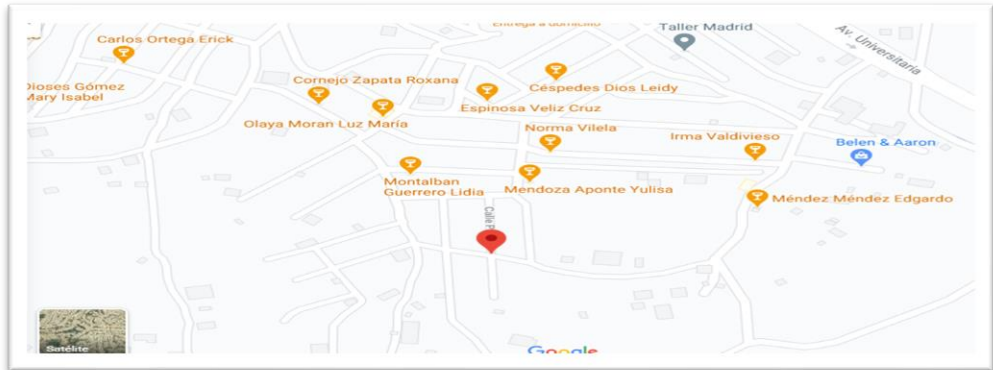 Entrega a domicilio
Taller Madrid
Av. Universitaria
Carlos Ortega Erick
Dioses Gómez
Mary Isabel
Cornejo Zapata Roxana
Céspedes Dios Leidy
Espinosa Veliz Cruz
Olaya Moran Luz María
Norma Vilela
Irma Valdivieso
Belen & Aaron
Montalban
Guerrero Lidia
Mendoza Aponte Yulisa
Méndez Méndez Edgardo
Calle P
Satélite
Google